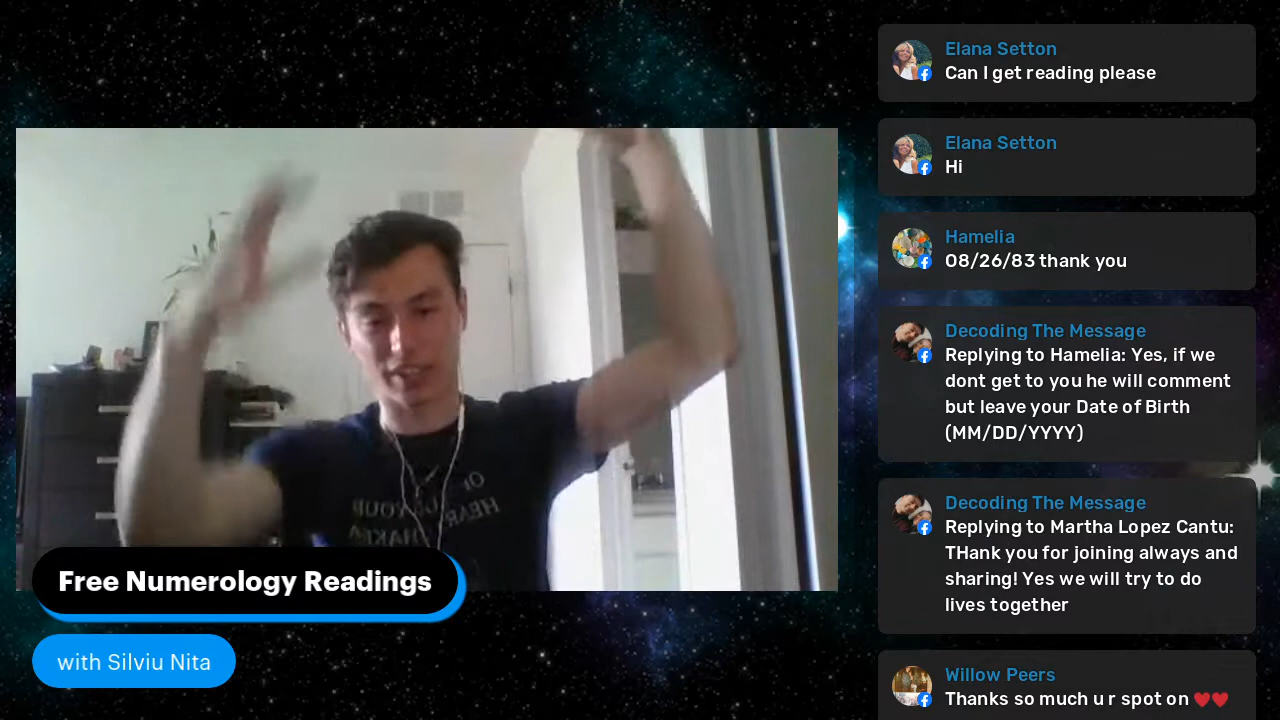 Elana Setton
Can I get reading please
Elana Setton
Hi
Hamelia
08/26/83 thank you
Decoding The Message
Replying to Hamelia: Yes, if we
dont get to you he will comment
but leave your Date of Birth
(MM/DD/YYYY)
Decoding The Message
Replying to Martha Lopez Cantu:
THank you for joining always and
sharing! Yes we will try to do
lives together
Willow Peers
Thanks so much u r spot on ❤️❤️
Free Numerology Readings
with Silviu Nita